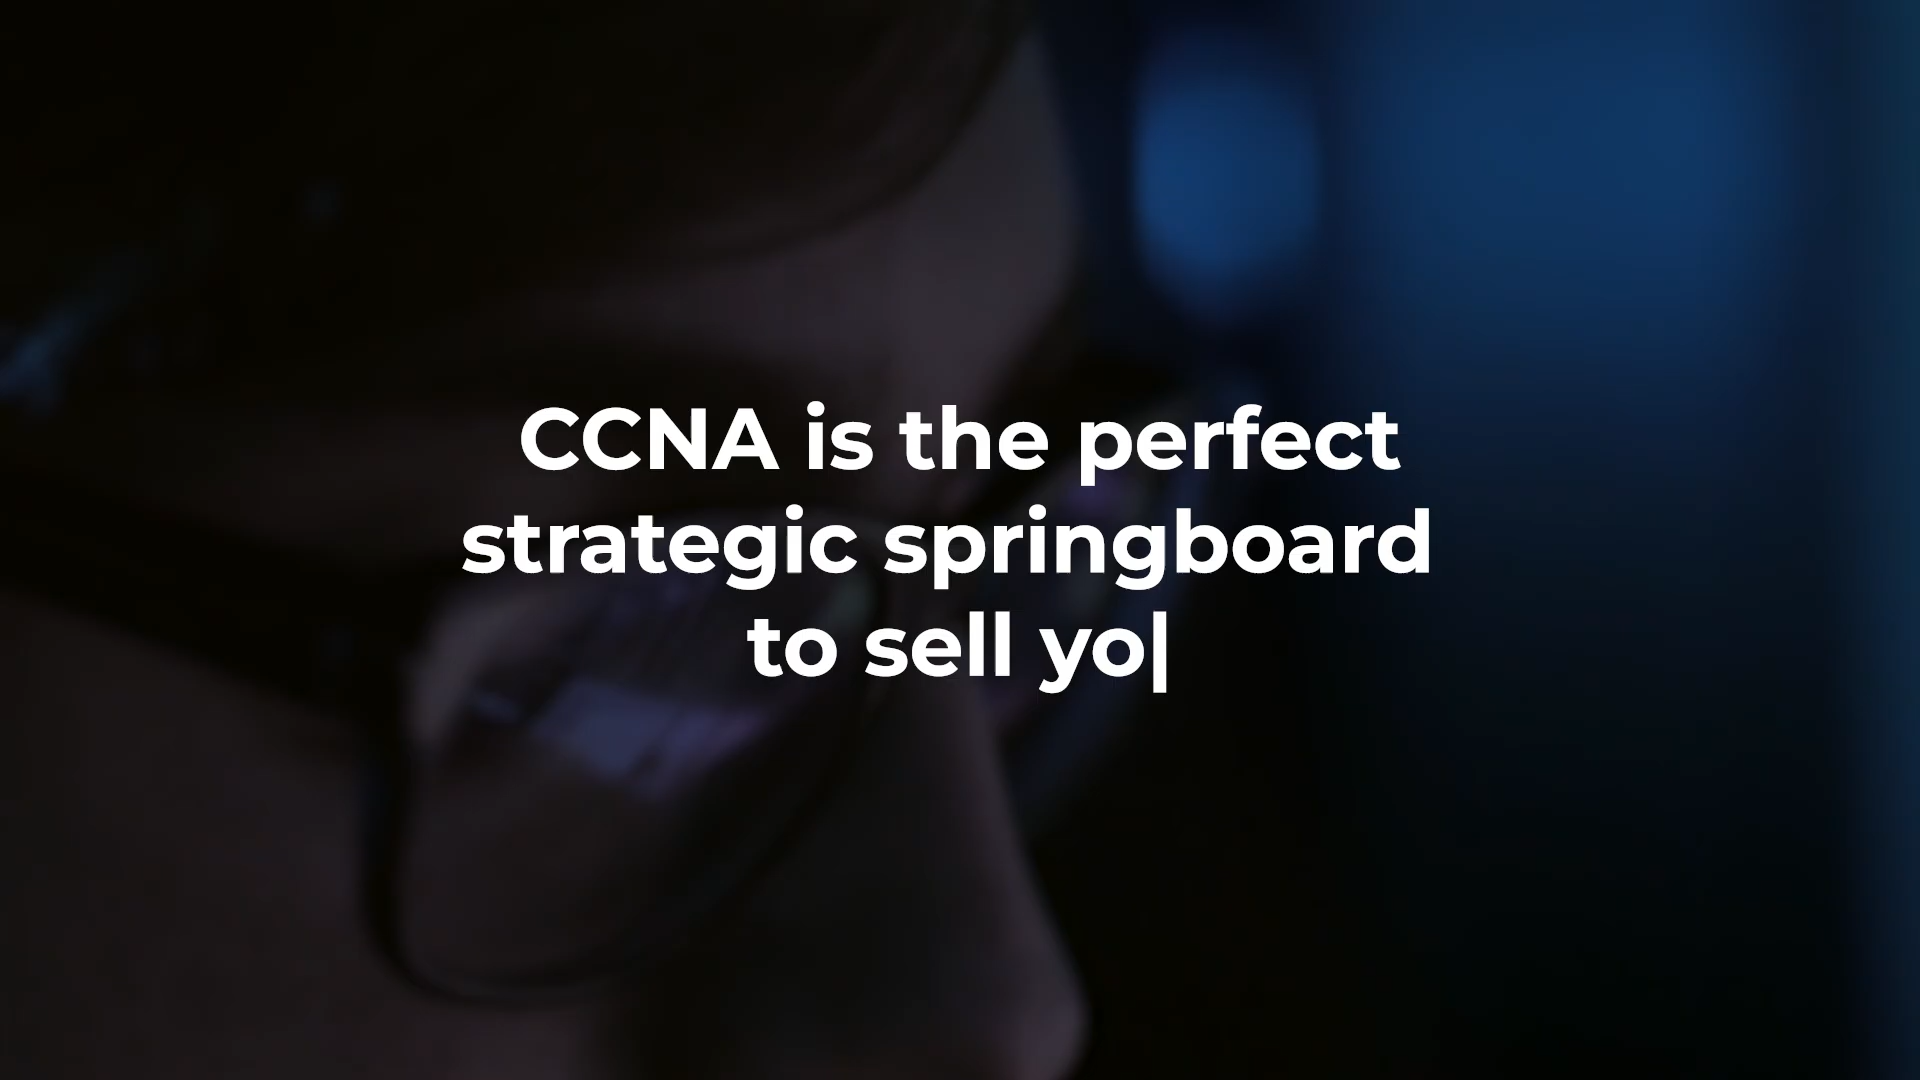 CCNA is the perfect
strategic springboard
to sell yo|